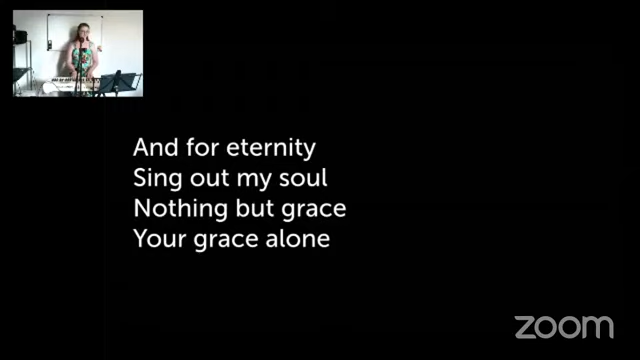 And for eternity
Sing out my soul
Nothing but grace
Your grace alone
zoom